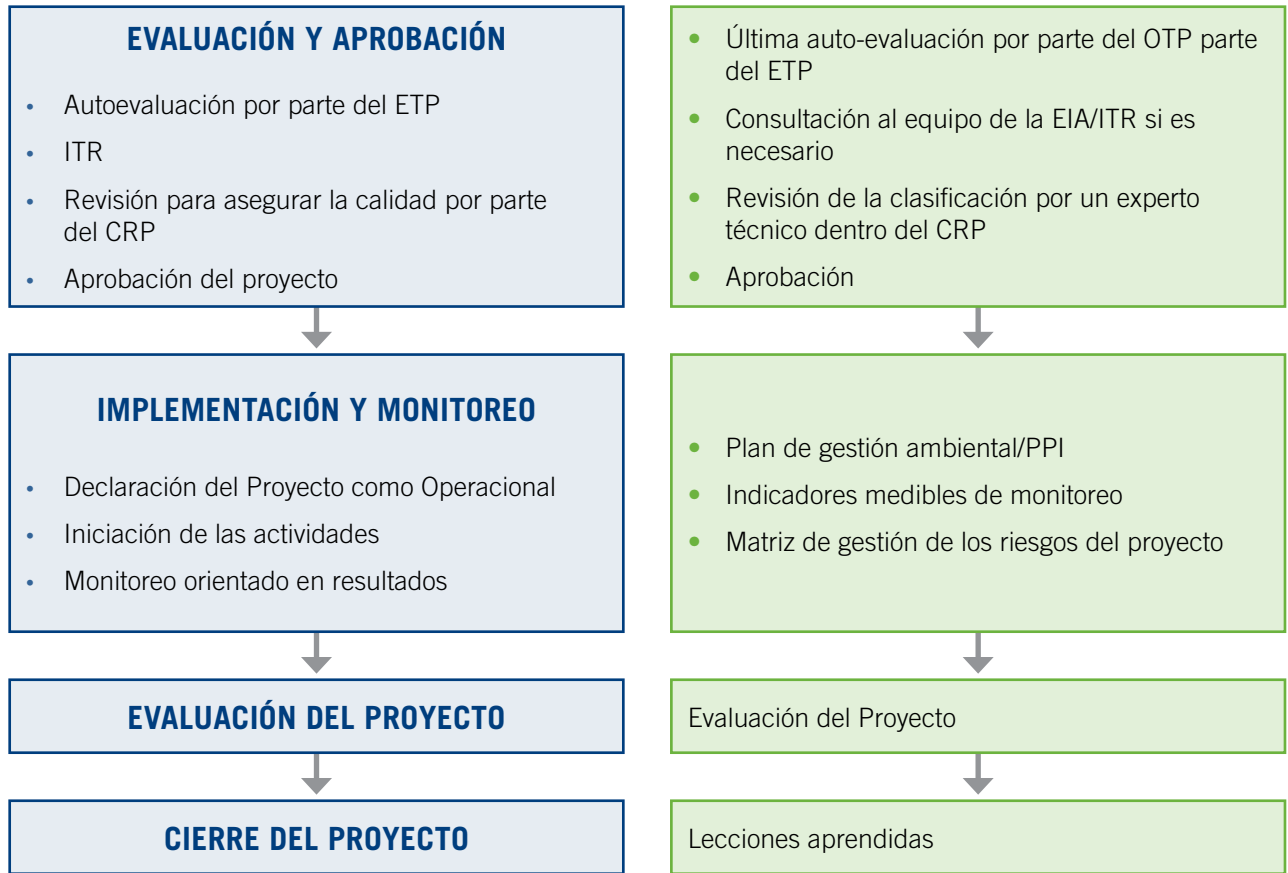 EVALUACIÓN Y APROBACIÓN
• Autoevaluación por parte del ETP
• ITR
• Revisión para asegurar la calidad por parte
del CRP
• Aprobación del proyecto
• Última auto-evaluación por parte del OTP parte
del ETP
• Consultación al equipo de la EIA/ITR si es
necesario
• Revisión de la clasificación por un experto
técnico dentro del CRP
• Aprobación
IMPLEMENTACIÓN Y MONITOREO
• Declaración del Proyecto como Operacional
• Iniciación de las actividades
• Monitoreo orientado en resultados
• Plan de gestión ambiental/PPI
• Indicadores medibles de monitoreo
• Matriz de gestión de los riesgos del proyecto
EVALUACIÓN DEL PROYECTO
Evaluación del Proyecto
CIERRE DEL PROYECTO
Lecciones aprendidas